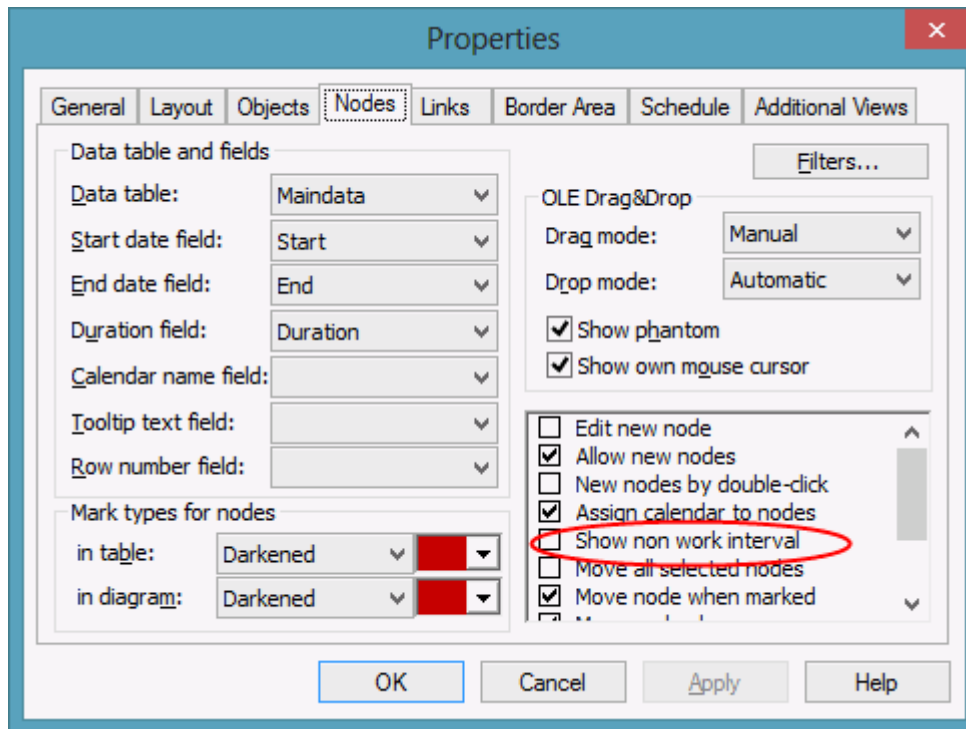 Properties
General Layout Objects Nodes Links Border Area Schedule Additional Views
Data table and fields
Data table: Maindata
Start date field: Start
End date field: End
Duration field: Duration
Calendar name field:
Tooltip text field:
Row number field:
Mark types for nodes
in table: Darkened
in diagram: Darkened
Filters...
OLE Drag&Drop
Drag mode: Manual
Drop mode: Automatic
Show phantom
Show own mouse cursor
Edit new node
Allow new nodes
New nodes by double-click
Assign calendar to nodes
Show non work interval
Move all selected nodes
Move node when marked
OK Cancel Apply Help